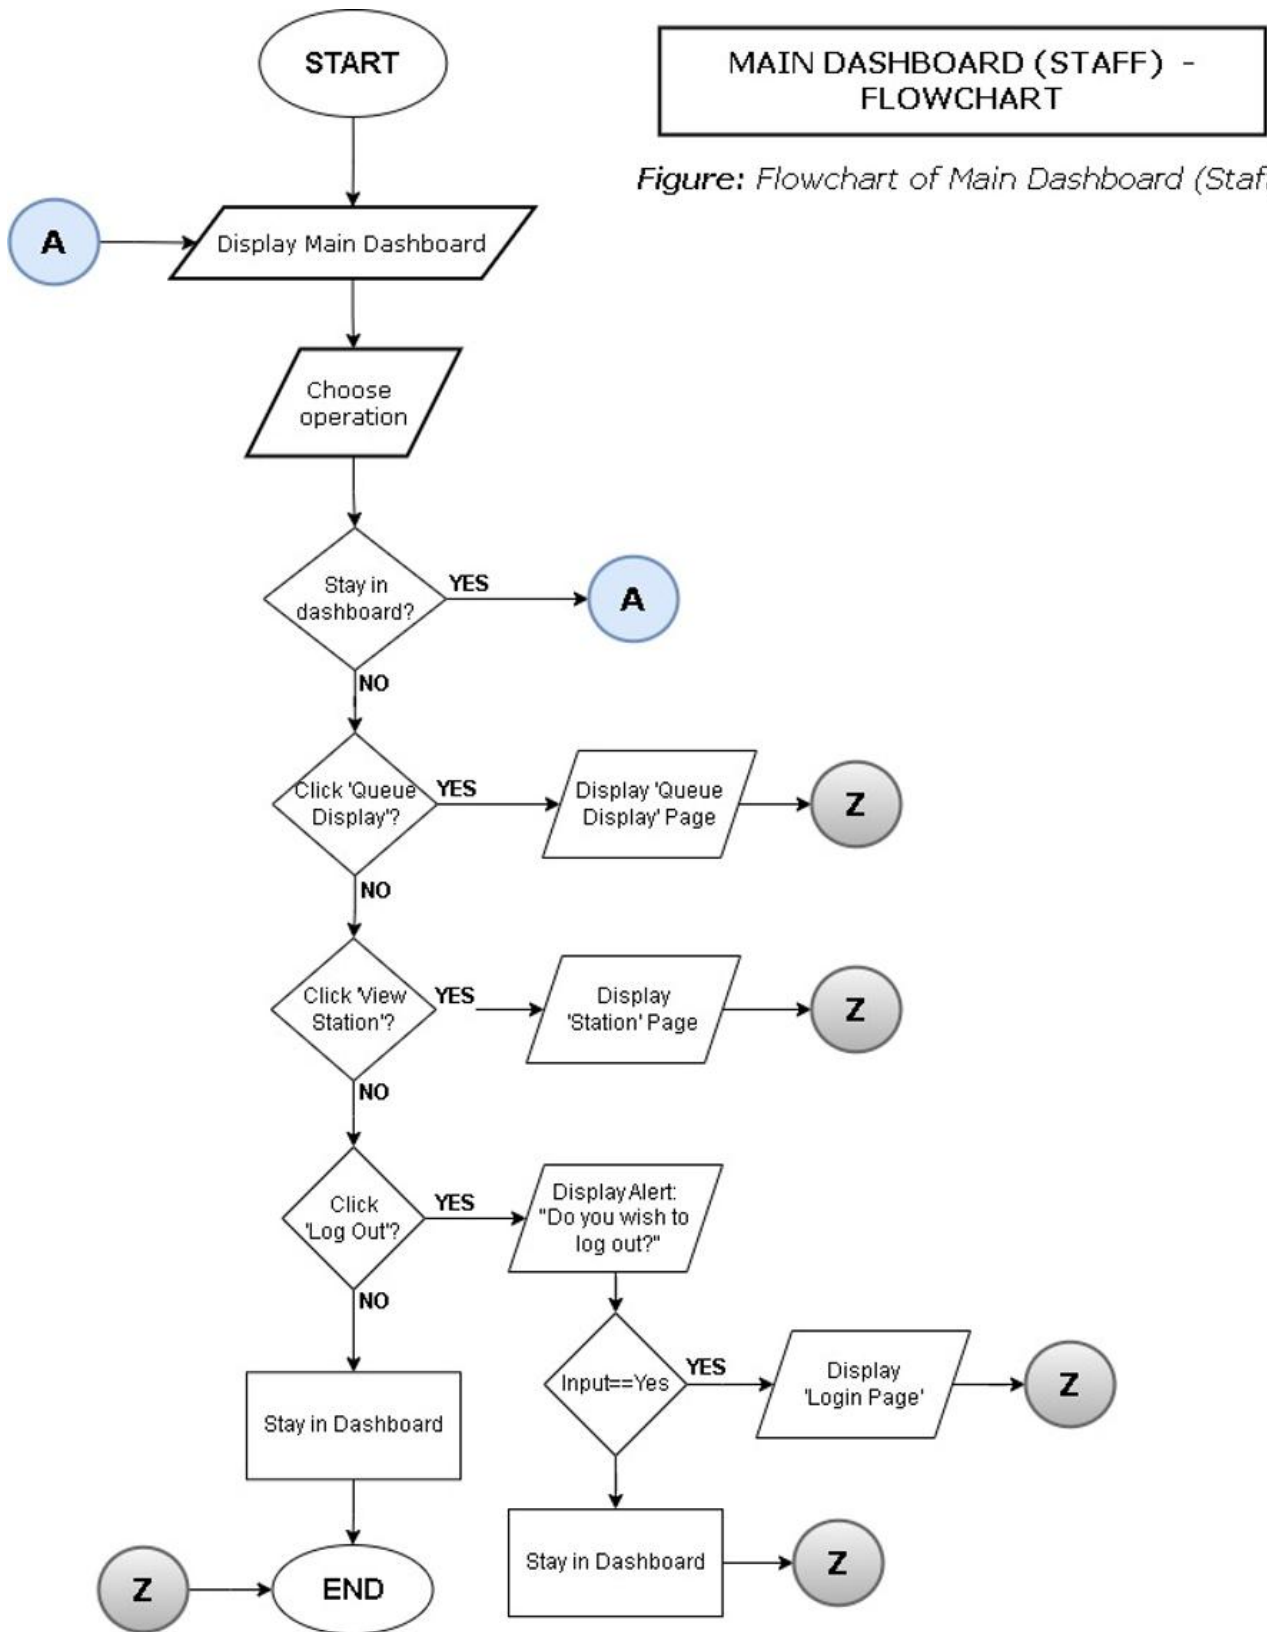 START
MAIN DASHBOARD (STAFF) -
FLOWCHART
Figure: Flowchart of Main Dashboard (Staf
A
Display Main Dashboard
Choose
operation
Stay in
dashboard?
YES
A
NO
Click 'Queue
Display'?
YES
Display 'Queue
Display' Page
Z
NO
Click 'View
Station'?
YES
Display
'Station' Page
Z
NO
Click
'Log Out'?
YES
Display Alert:
"Do you wish to
log out?"
NO
Input==Yes
YES
Display
'Login Page'
Z
Stay in Dashboard
Stay in Dashboard
Z
Z
END